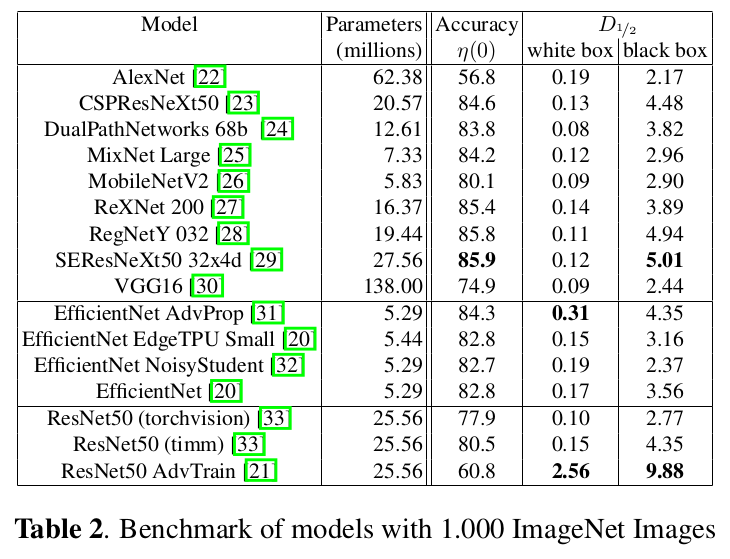 Model Parameters Accuracy D1/2
(millions) η(0) white box black box
AlexNet [22] 62.38 56.8 0.19 2.17
CSPResNeXt50 [23] 20.57 84.6 0.13 4.48
DualPathNetworks 68b [24] 12.61 83.8 0.08 3.82
MixNet Large [25] 7.33 84.2 0.12 2.96
MobileNetV2 [26] 5.83 80.1 0.09 2.90
ReXNet 200 [27] 16.37 85.4 0.14 3.89
RegNetY 032 [28] 19.44 85.8 0.11 4.94
SEResNeXt50 32x4d [29] 27.56 85.9 0.12 5.01
VGG16 [30] 138.00 74.9 0.09 2.44
EfficientNet AdvProp [31] 5.29 84.3 0.31 4.35
EfficientNet EdgeTPU Small [20] 5.44 82.8 0.15 3.16
EfficientNet NoisyStudent [32] 5.29 82.7 0.19 2.37
EfficientNet [20] 5.29 82.8 0.17 3.56
ResNet50 (torchvision) [33] 25.56 77.9 0.10 2.77
ResNet50 (timm) [33] 25.56 80.5 0.15 4.35
ResNet50 AdvTrain [21] 25.56 60.8 2.56 9.88
Table 2. Benchmark of models with 1.000 ImageNet Images